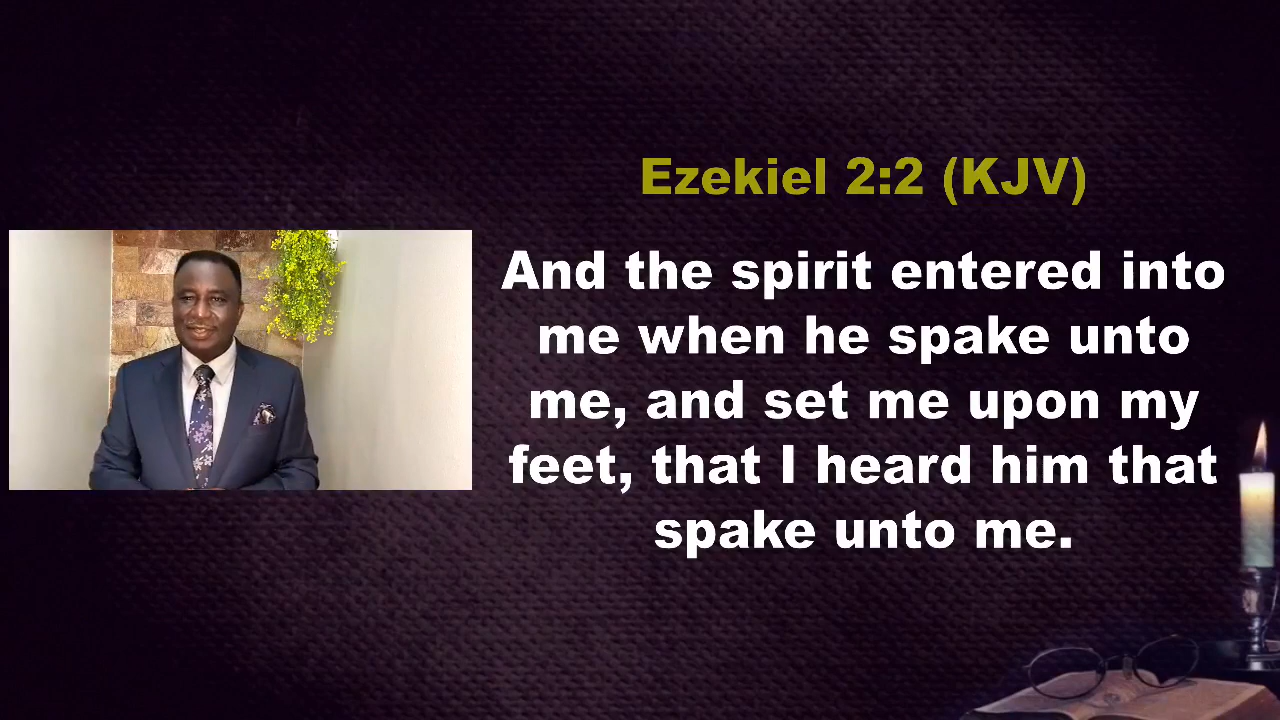 Ezekiel 2:2 (KJV)
And the spirit entered into
me when he spake unto
me, and set me upon my
feet, that I heard him that
spake unto me.